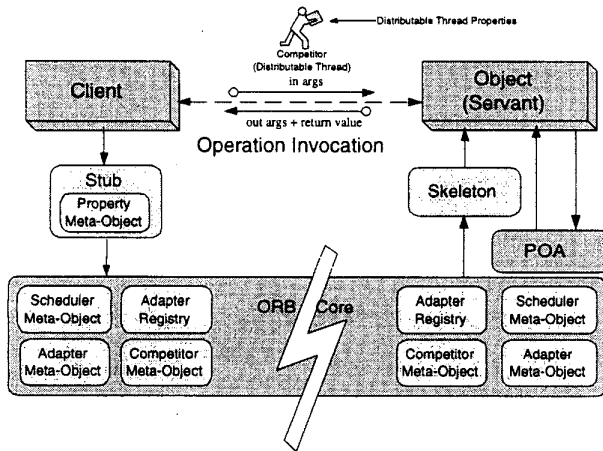 Distributable Thread Properties
Competitor
(Distributable Thread)
in args
Client
Object
(Servant)
out args + return value
Operation Invocation
Stub
Property
Meta-Object
Skeleton
POA
ORB Core
Scheduler
Meta-Object
Adapter
Registry
Adapter
Meta-Object
Competitor
Meta-Object
Adapter
Registry
Scheduler
Meta-Object
Competitor
Meta-Object
Adapter
Meta-Object